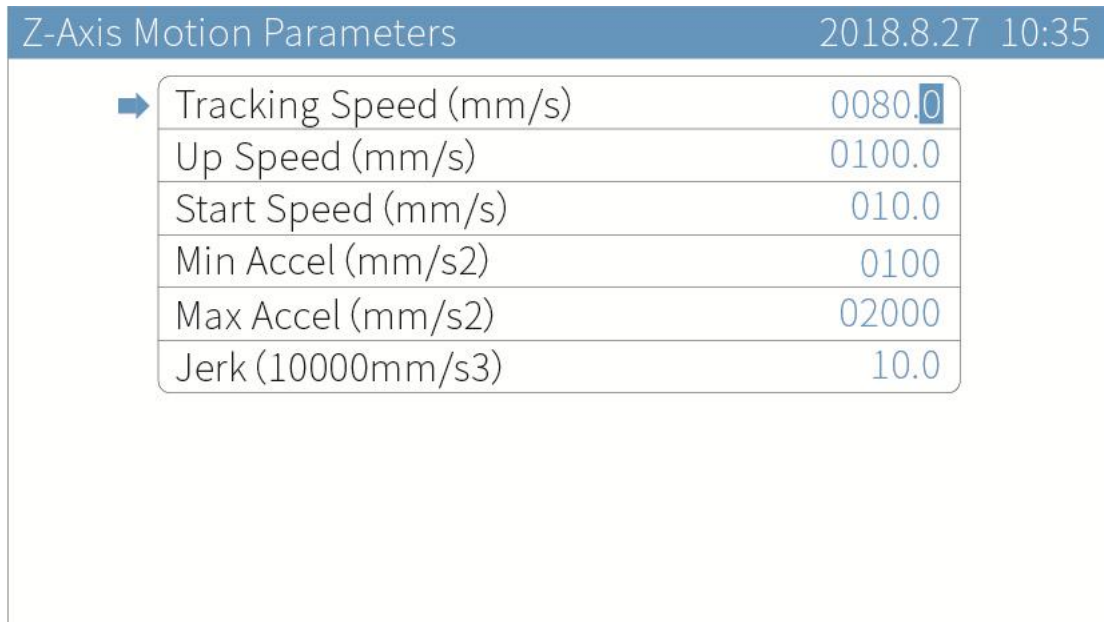 Z-Axis Motion Parameters 2018.8.27 10:35
Tracking Speed (mm/s) 0080.0
Up Speed (mm/s) 0100.0
Start Speed (mm/s) 010.0
Min Accel (mm/s2) 0100
Max Accel (mm/s2) 02000
Jerk (10000mm/s3) 10.0